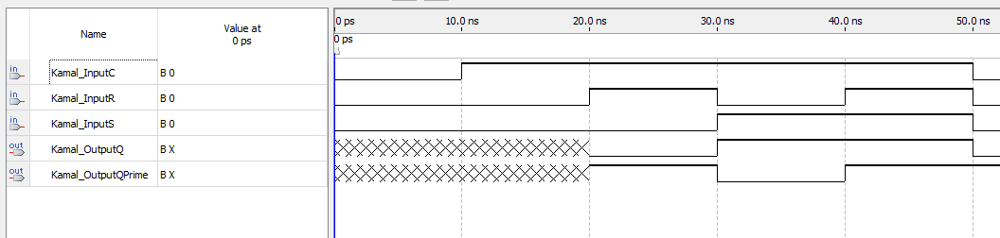 Name
Value at
0 ps
0 ps 10.0 ns 20.0 ns 30.0 ns 40.0 ns 50.0 ns
0 ps
in Kamal_InputC B 0
in Kamal_InputR B 0
in Kamal_InputS B 0
out Kamal_OutputQ B X
out Kamal_OutputQPrime B X